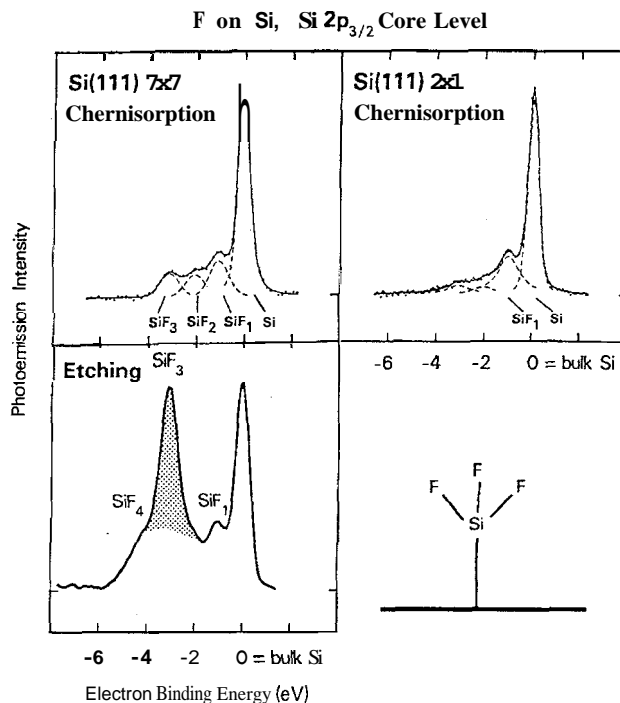 F on Si, Si 2p3/2 Core Level
Si(111) 7x7
Chernisorption
SiF3 SiF2 SiF1 Si
Si(111) 2x1
Chernisorption
SiF1 Si
-6 -4 -2 0 = bulk Si
Photoemission Intensity
Etching
SiF3
SiF4
SiF1
-6 -4 -2 0 = bulk Si
Electron Binding Energy (eV)
F
F
F
Si